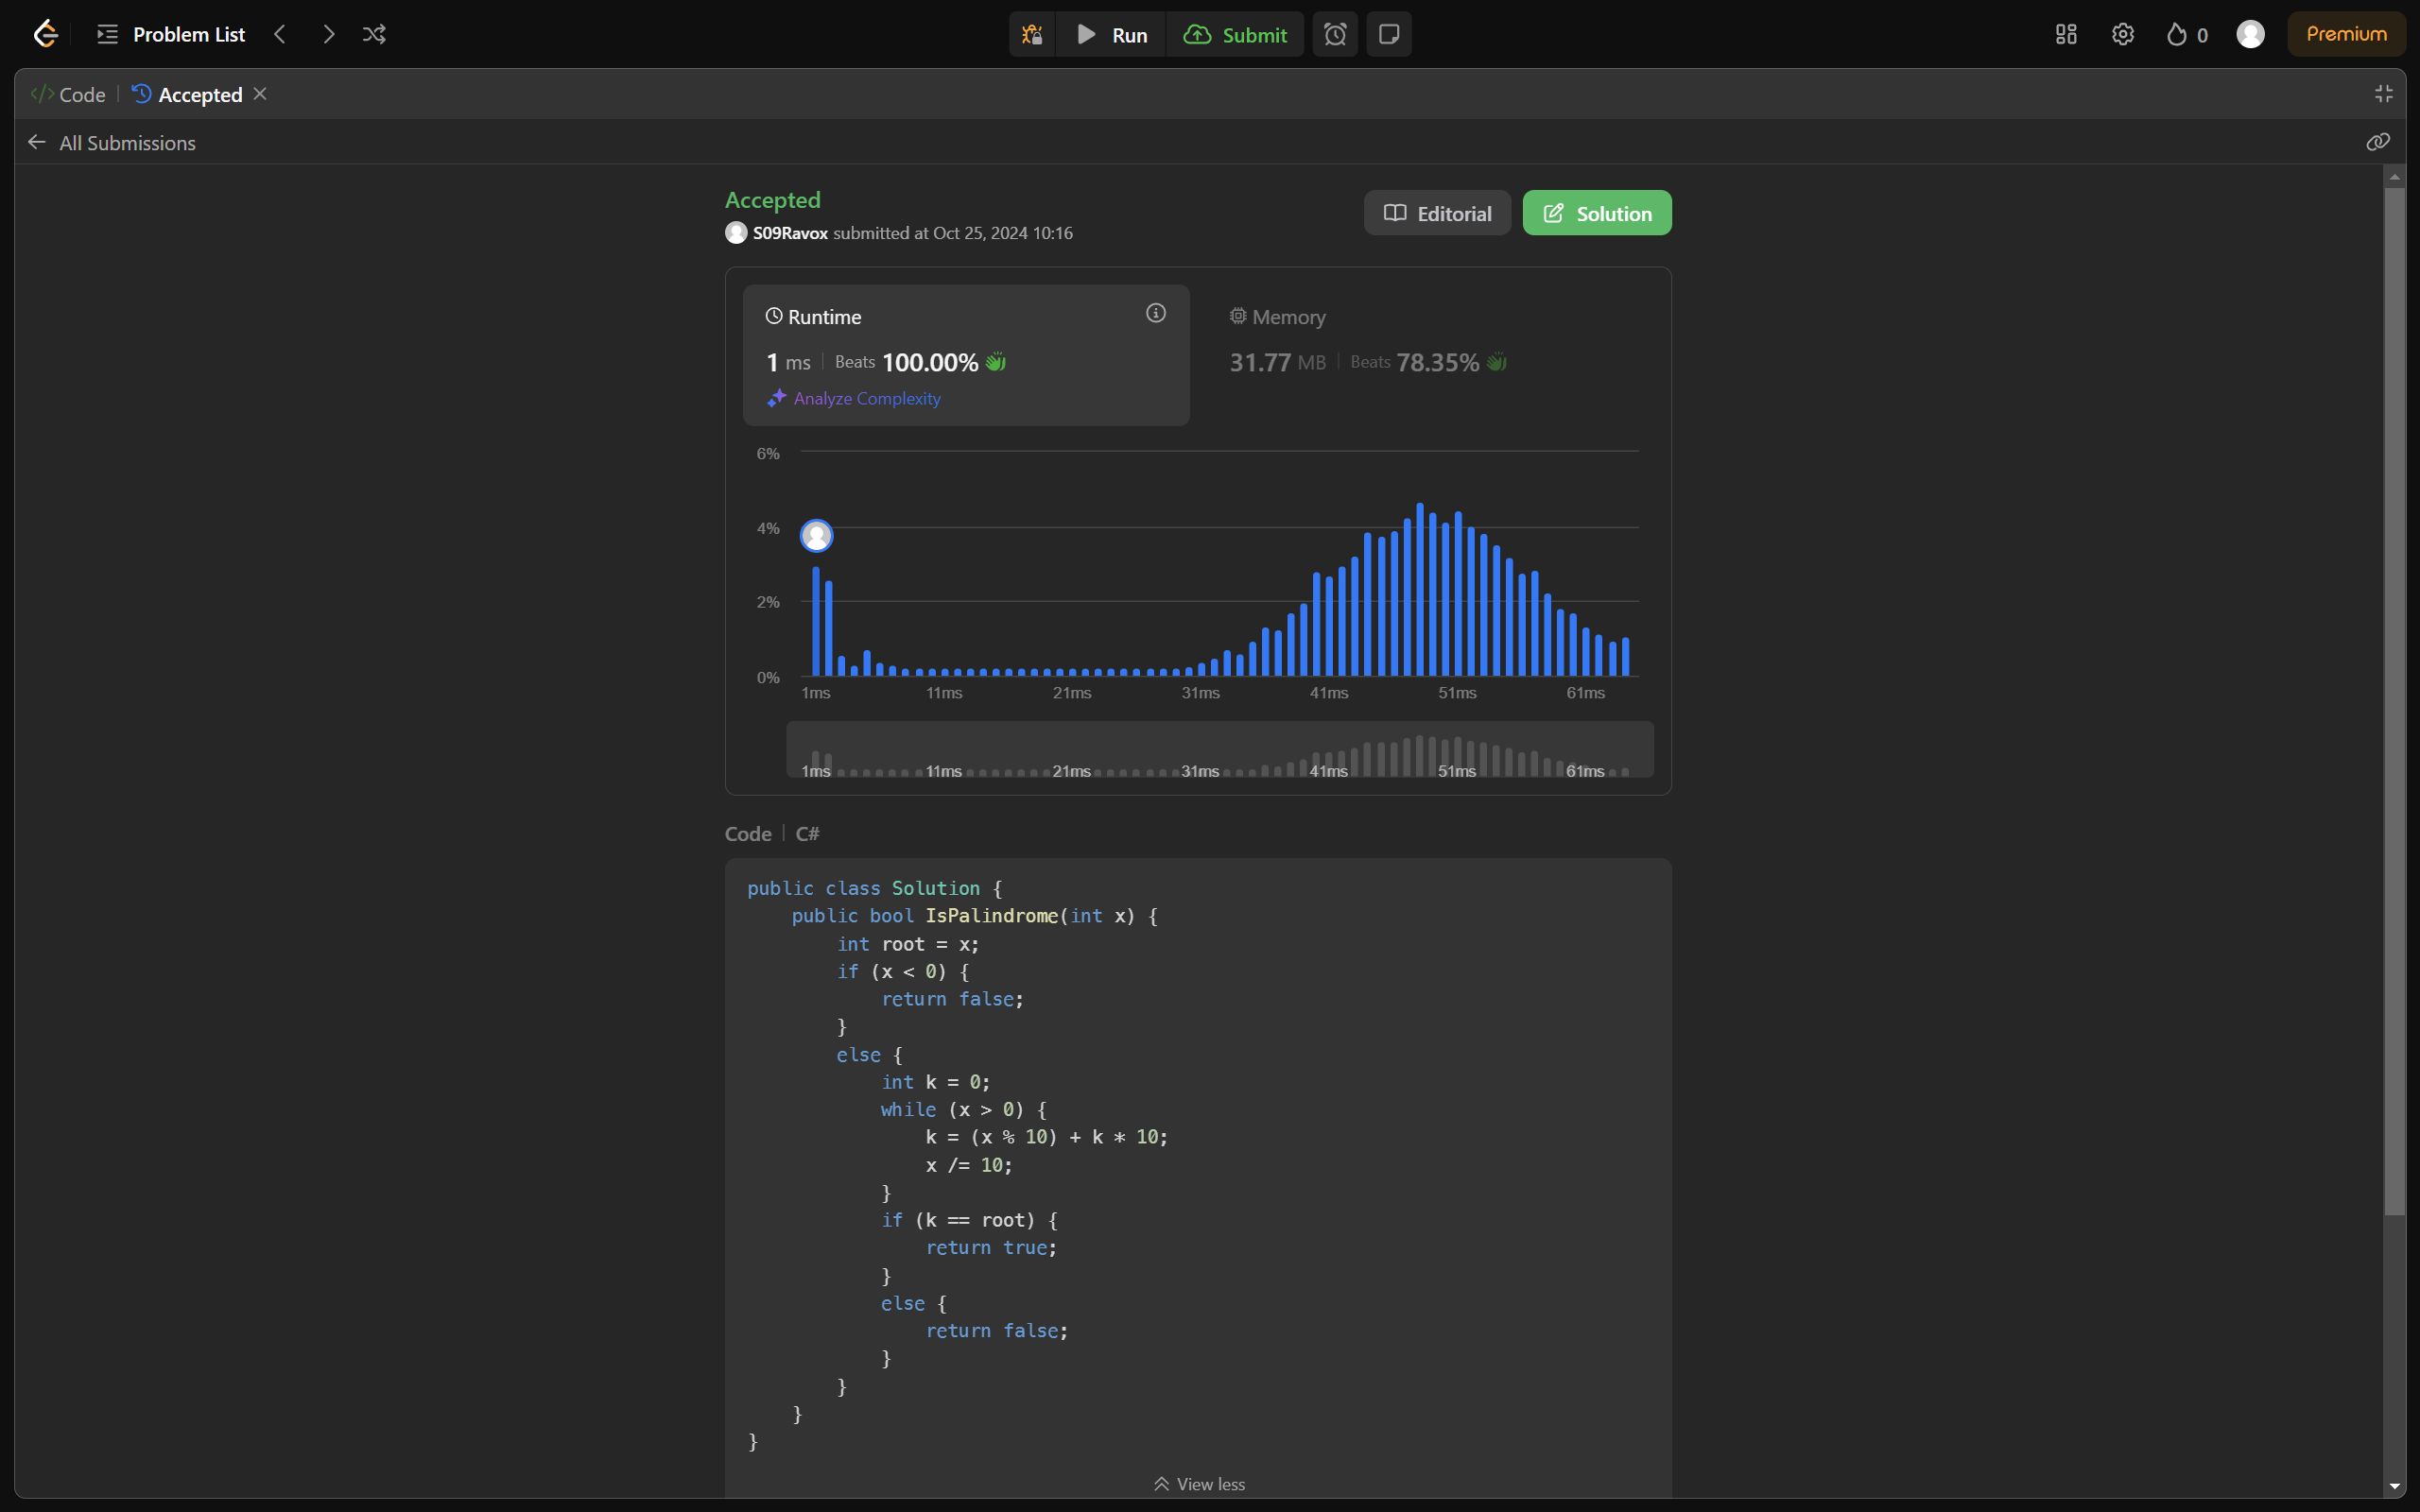 Problem List Run Submit 0 Premium
</> Code Accepted
All Submissions
Accepted
S09Ravox submitted at Oct 25, 2024 10:16
Editorial Solution
Runtime
1 ms Beats 100.00%
Analyze Complexity
Memory
31.77 MB Beats 78.35%
6%
4%
2%
0%
1ms 11ms 21ms 31ms 41ms 51ms 61ms
1ms 11ms 21ms 31ms 41ms 51ms 61ms
Code C#
public class Solution {
    public bool IsPalindrome(int x) {
        int root = x;
        if (x < 0) {
            return false;
        }
        else {
            int k = 0;
            while (x > 0) {
                k = (x % 10) + k * 10;
                x /= 10;
            }
            if (k == root) {
                return true;
            }
            else {
                return false;
            }
        }
    }
}
View less